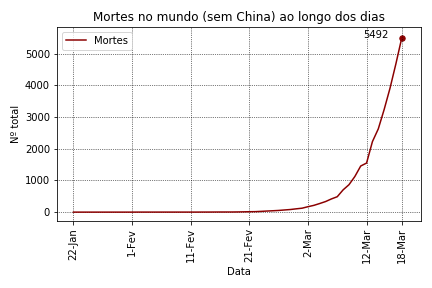 Mortes no mundo (sem China) ao longo dos dias
Mortes
5492
Nº total
5000
4000
3000
2000
1000
0
22-Jan
1-Fev
11-Fev
21-Fev
2-Mar
12-Mar
18-Mar
Data